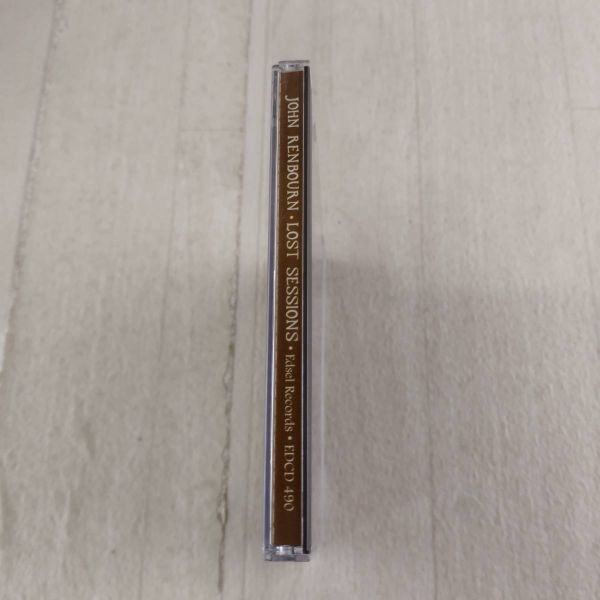 JOHN RENBOURN • LOST SESSIONS • Edsel Records • EDCD 490